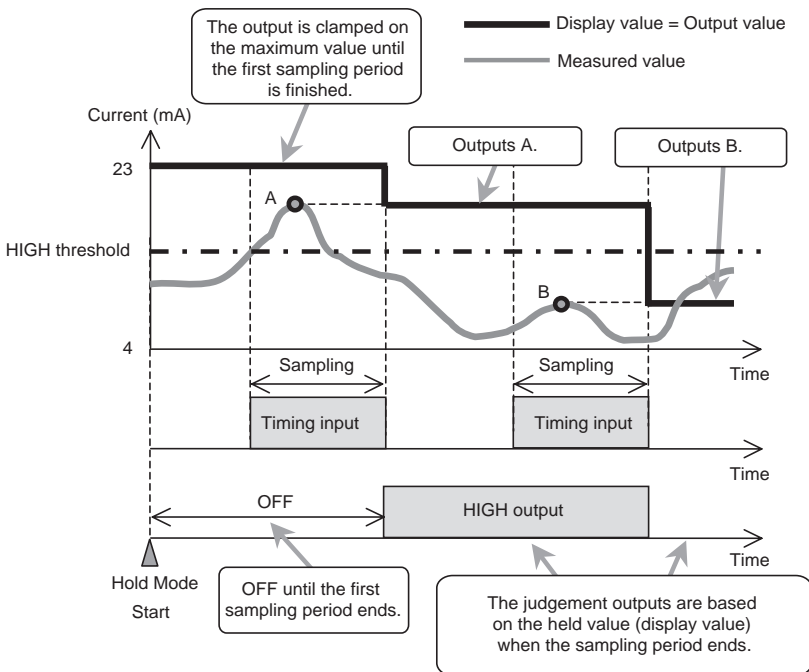 The output is clamped on
the maximum value until
the first sampling period
is finished.
Display value = Output value
Measured value
Current (mA)
Outputs A.
Outputs B.
23
A
HIGH threshold
B
4
Sampling
Sampling
Time
Timing input
Timing input
Time
OFF
HIGH output
Time
Hold Mode
Start
OFF until the first
sampling period ends.
The judgement outputs are based
on the held value (display value)
when the sampling period ends.